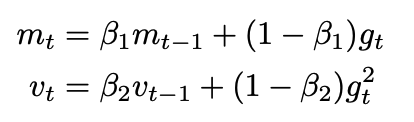 m_t = β_1 m_{t−1} + (1 − β_1) g_t
v_t = β_2 v_{t−1} + (1 − β_2) g_t^2